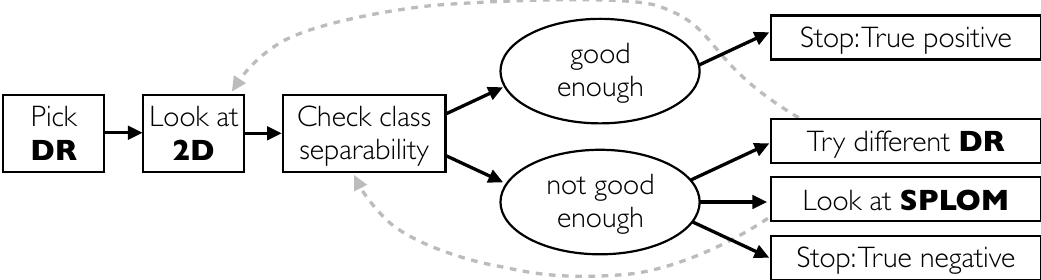 Pick
DR
Look at
2D
Check class
separability
good
enough
not good
enough
Stop: True positive
Try different DR
Look at SPLOM
Stop: True negative